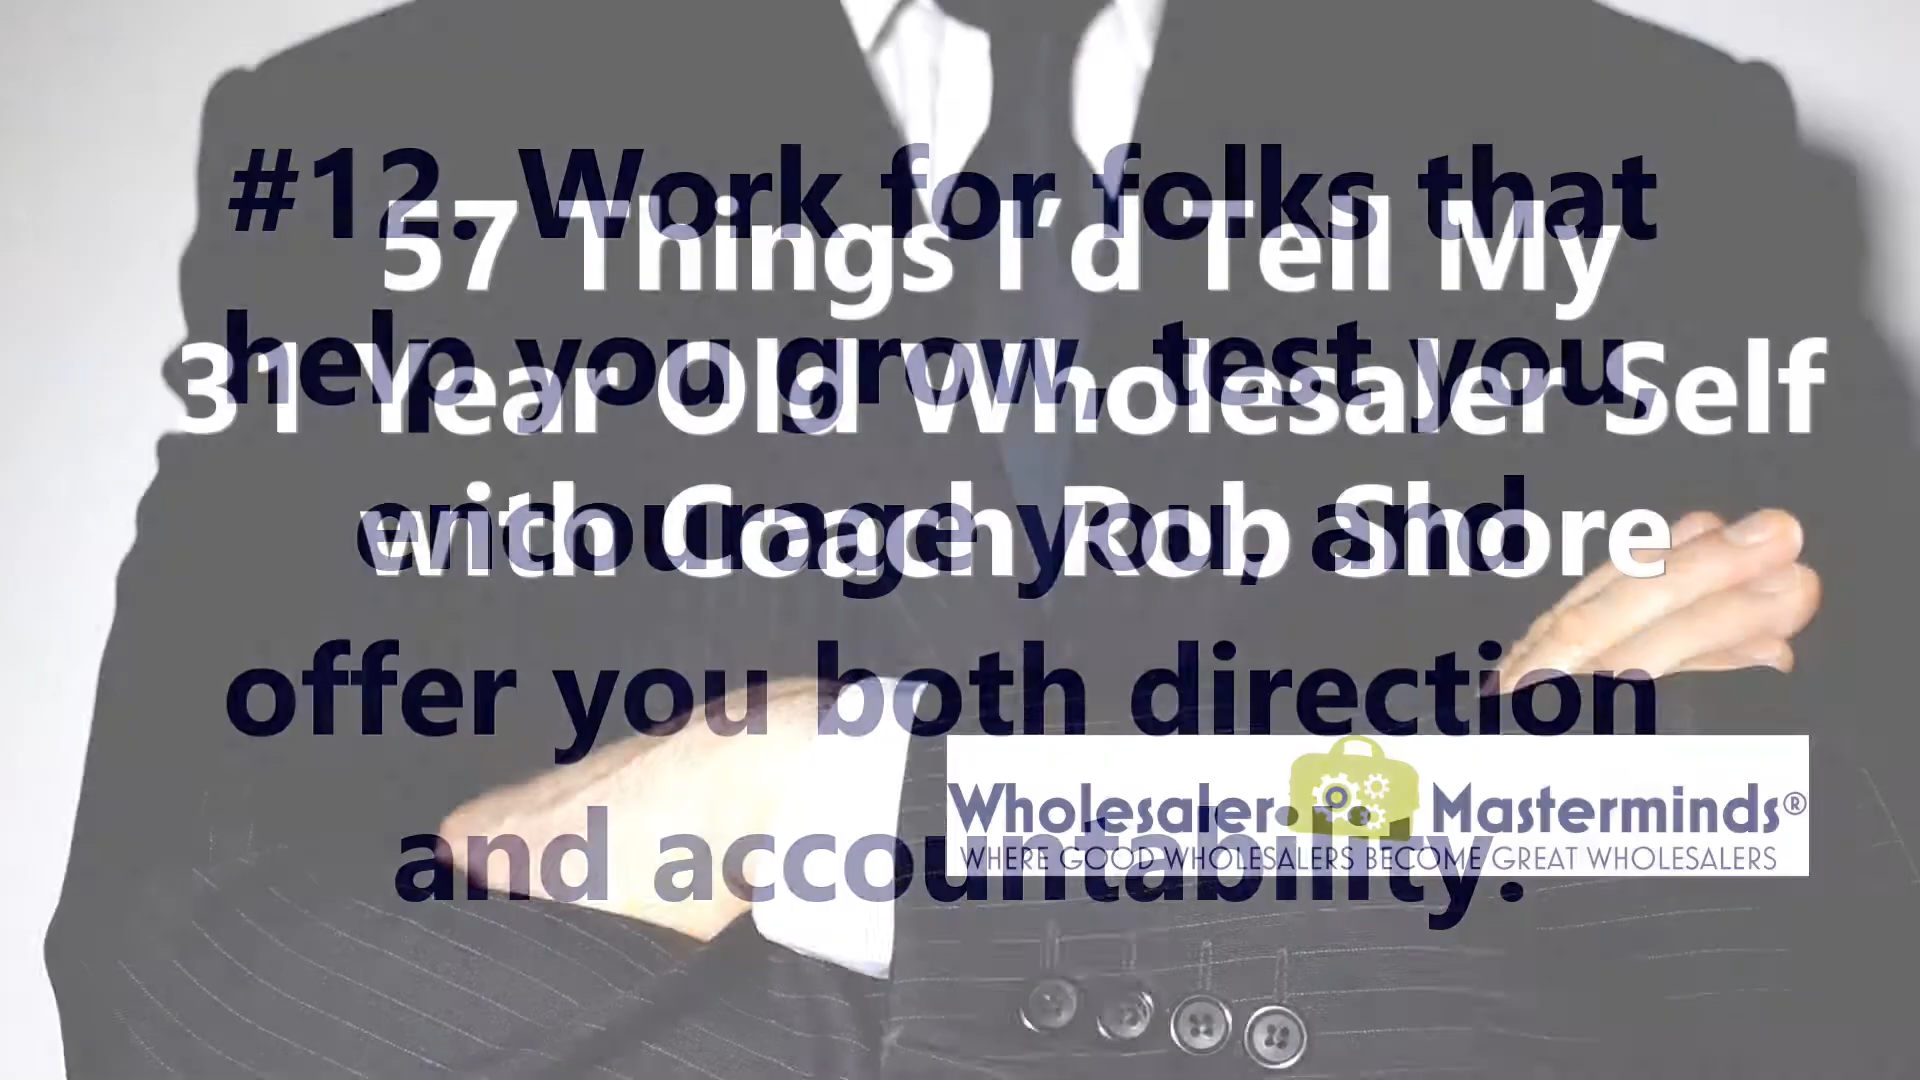 #12. Work for folks that
help you grow, test you,
encourage you, and
offer you both direction
and accountability.
57 Things I’d Tell My
31 Year Old Wholesaler Self
with Coach Rob Shore
Wholesaler Masterminds®
WHERE GOOD WHOLESALERS BECOME GREAT WHOLESALERS